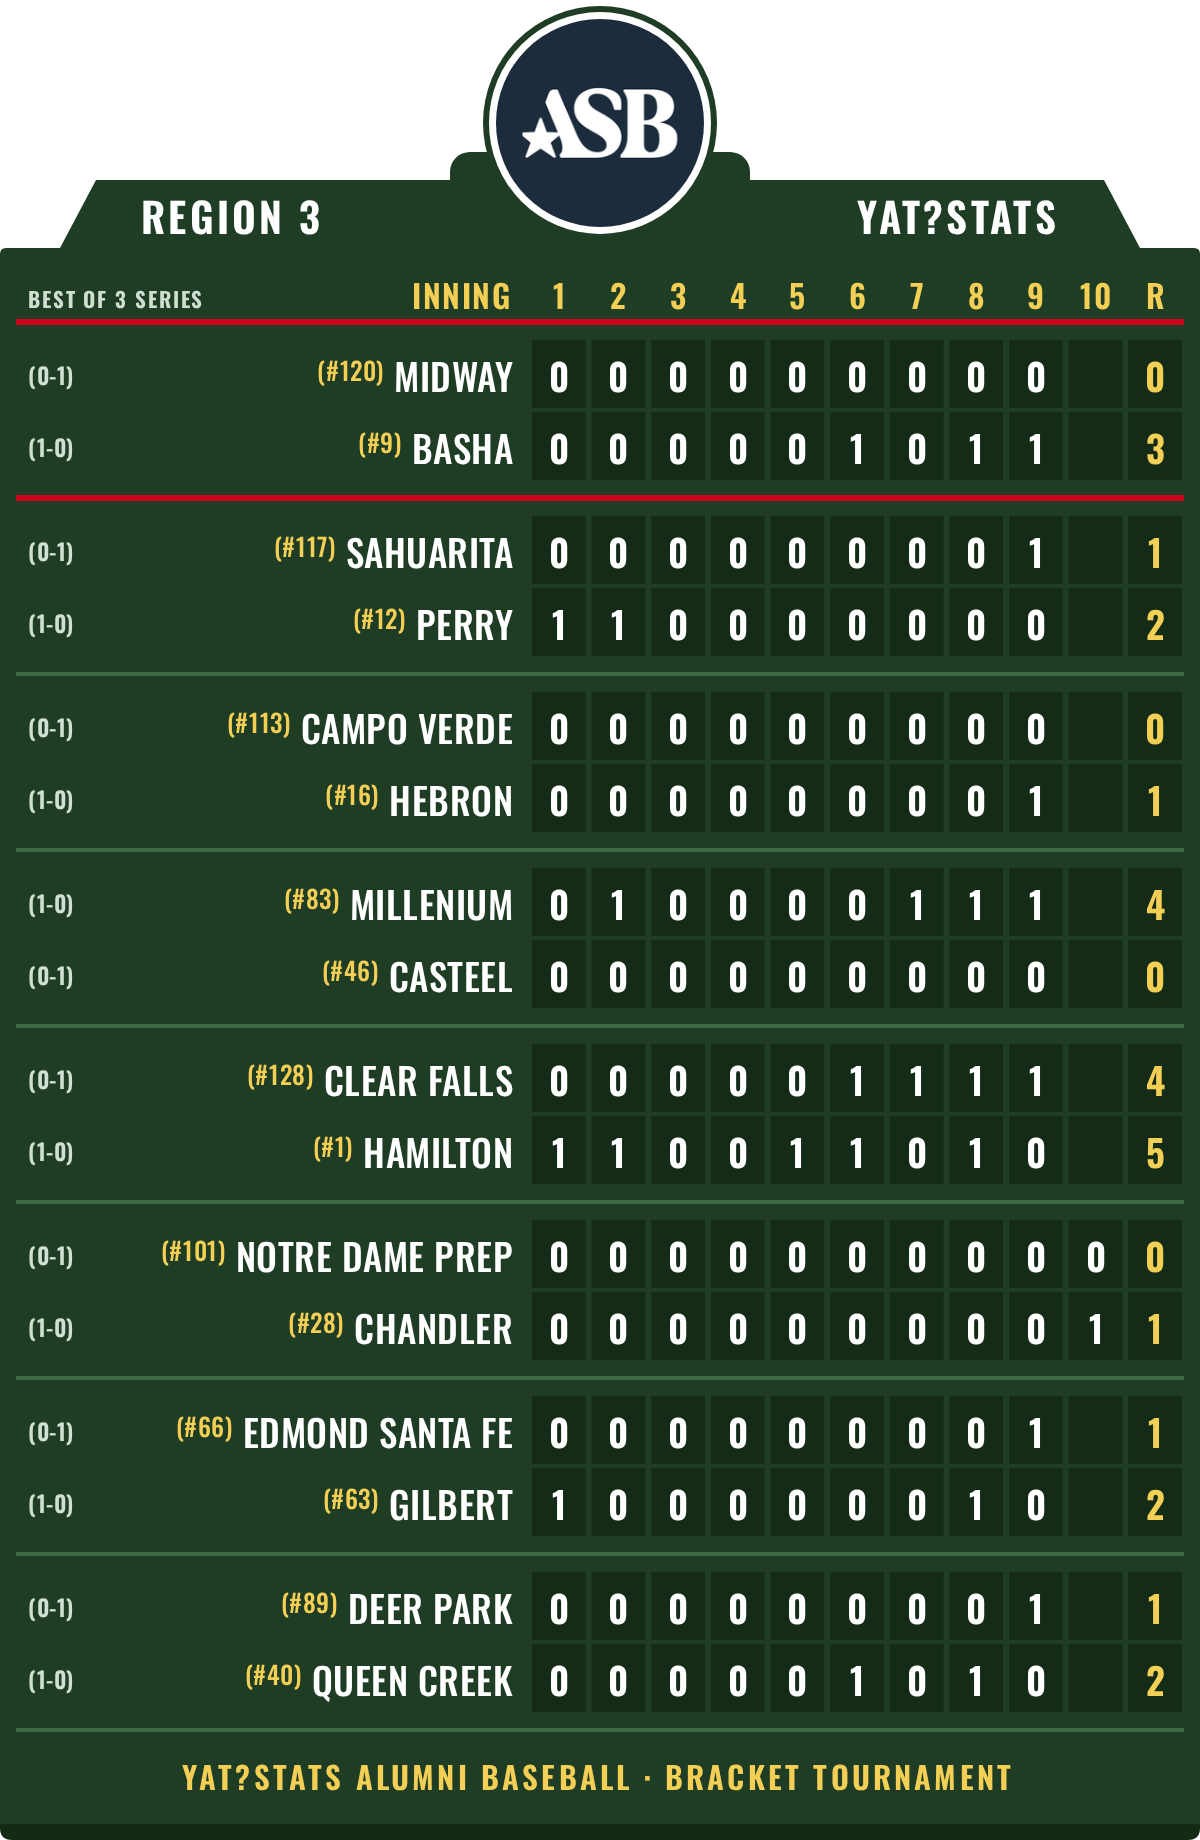 ASB
REGION 3 YAT?STATS
BEST OF 3 SERIES INNING 1 2 3 4 5 6 7 8 9 10 R
(0-1) (#120) MIDWAY 0 0 0 0 0 0 0 0 0 0
(1-0) (#9) BASHA 0 0 0 0 0 1 0 1 1 3
(0-1) (#117) SAHUARITA 0 0 0 0 0 0 0 0 1 1
(1-0) (#12) PERRY 1 1 0 0 0 0 0 0 0 2
(0-1) (#113) CAMPO VERDE 0 0 0 0 0 0 0 0 0 0
(1-0) (#16) HEBRON 0 0 0 0 0 0 0 0 1 1
(1-0) (#83) MILLENIUM 0 1 0 0 0 0 1 1 1 4
(0-1) (#46) CASTEEL 0 0 0 0 0 0 0 0 0 0
(0-1) (#128) CLEAR FALLS 0 0 0 0 0 1 1 1 1 4
(1-0) (#1) HAMILTON 1 1 0 0 1 1 0 1 0 5
(0-1) (#101) NOTRE DAME PREP 0 0 0 0 0 0 0 0 0 0 0
(1-0) (#28) CHANDLER 0 0 0 0 0 0 0 0 0 1 1
(0-1) (#66) EDMOND SANTA FE 0 0 0 0 0 0 0 0 1 1
(1-0) (#63) GILBERT 1 0 0 0 0 0 0 1 0 2
(0-1) (#89) DEER PARK 0 0 0 0 0 0 0 0 1 1
(1-0) (#40) QUEEN CREEK 0 0 0 0 0 1 0 1 0 2
YAT?STATS ALUMNI BASEBALL · BRACKET TOURNAMENT